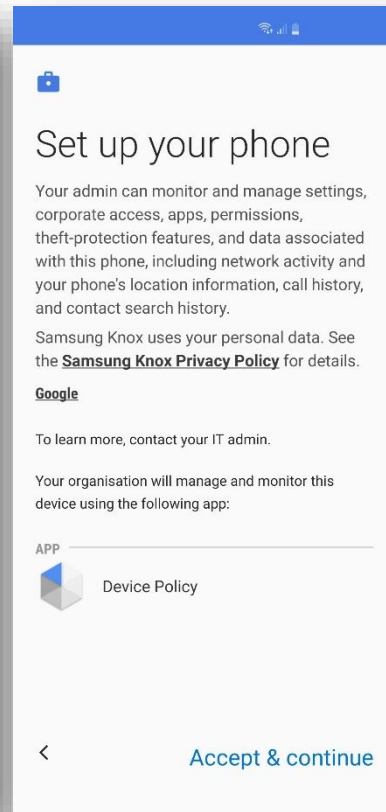 Set up your phone
Your admin can monitor and manage settings,
corporate access, apps, permissions,
theft-protection features, and data associated
with this phone, including network activity and
your phone's location information, call history,
and contact search history.
Samsung Knox uses your personal data. See
the Samsung Knox Privacy Policy for details.
Google
To learn more, contact your IT admin.
Your organisation will manage and monitor this
device using the following app:
APP
Device Policy
Accept & continue